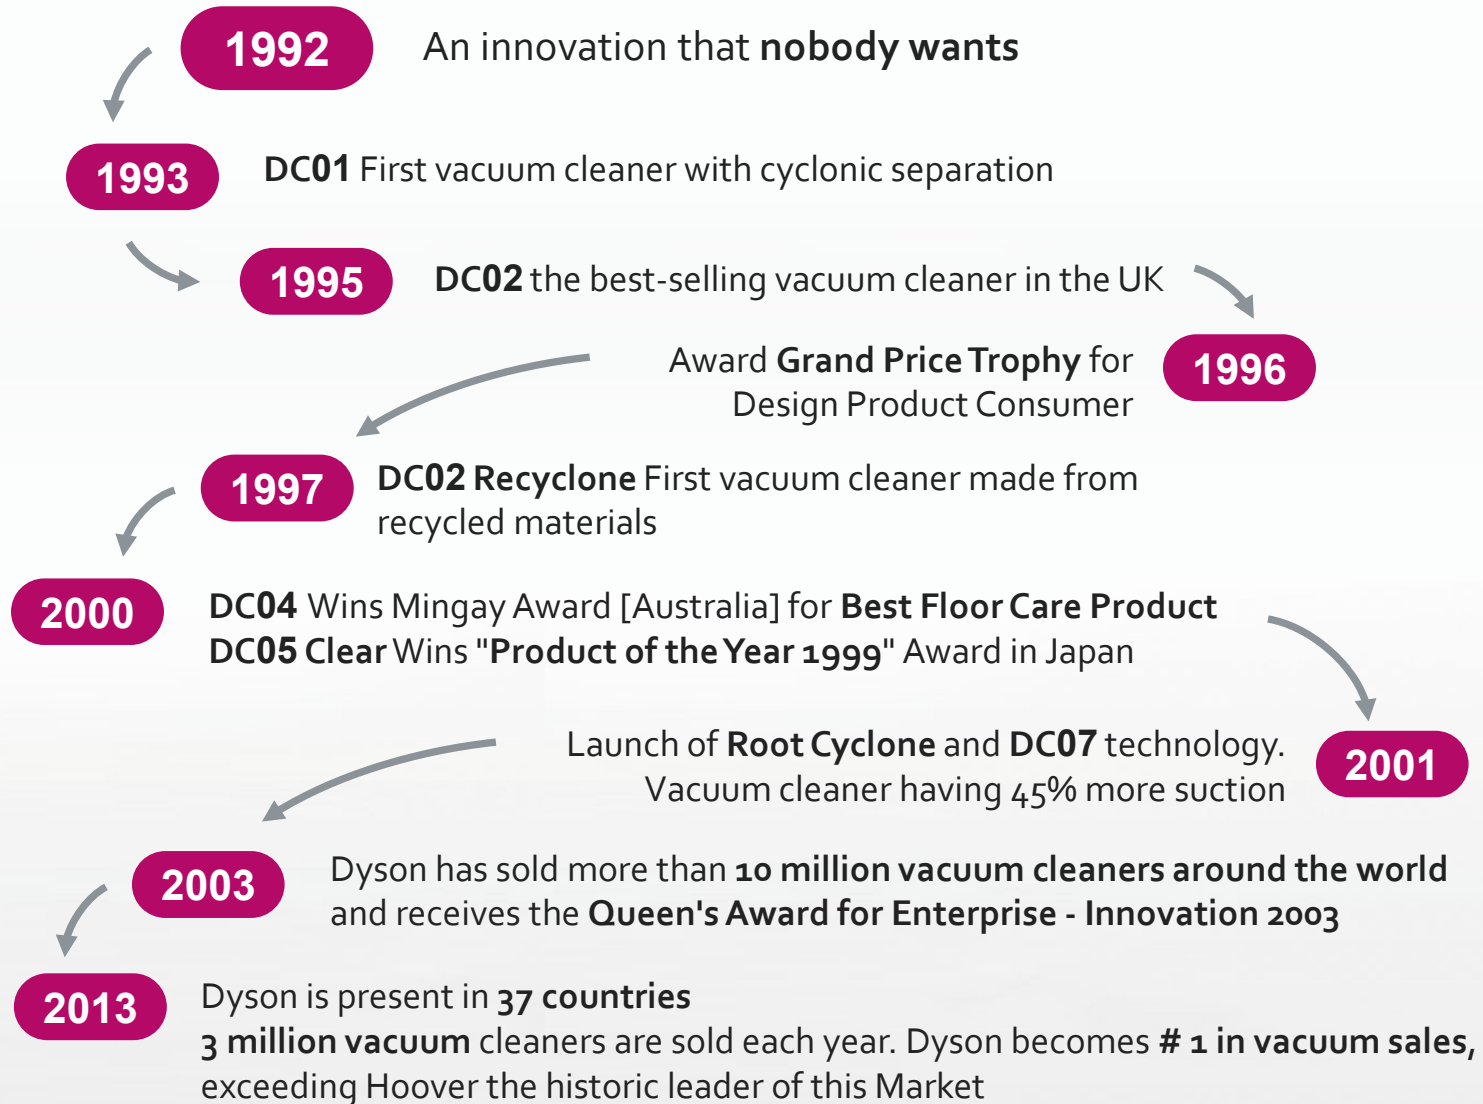 1992 An innovation that nobody wants
1993 DC01 First vacuum cleaner with cyclonic separation
1995 DC02 the best-selling vacuum cleaner in the UK
Award Grand Price Trophy for
Design Product Consumer
1996
1997
DC02 Recyclone First vacuum cleaner made from
recycled materials
2000
DC04 Wins Mingay Award [Australia] for Best Floor Care Product
DC05 Clear Wins "Product of the Year 1999" Award in Japan
Launch of Root Cyclone and DC07 technology.
Vacuum cleaner having 45% more suction
2001
2003
Dyson has sold more than 10 million vacuum cleaners around the world
and receives the Queen's Award for Enterprise - Innovation 2003
2013
Dyson is present in 37 countries
3 million vacuum cleaners are sold each year. Dyson becomes # 1 in vacuum sales,
exceeding Hoover the historic leader of this Market